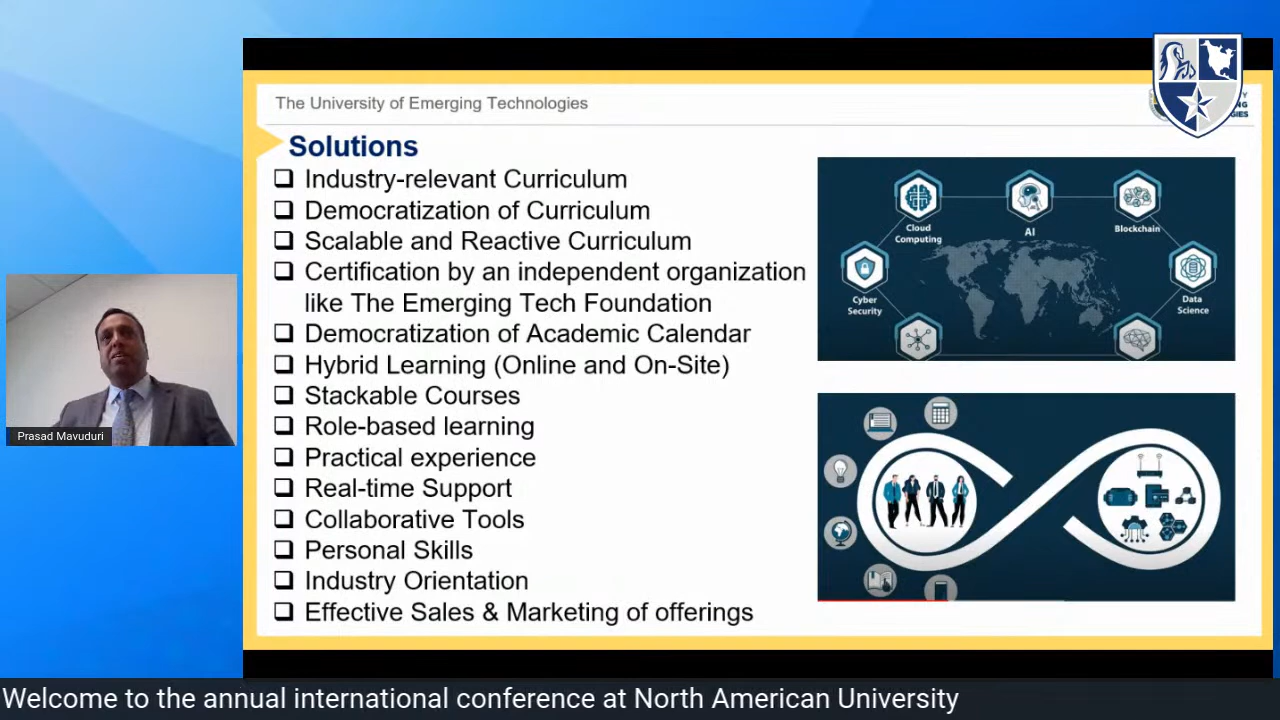 The University of Emerging Technologies
Solutions
Industry-relevant Curriculum
Democratization of Curriculum
Scalable and Reactive Curriculum
Certification by an independent organization
like The Emerging Tech Foundation
Democratization of Academic Calendar
Hybrid Learning (Online and On-Site)
Stackable Courses
Role-based learning
Practical experience
Real-time Support
Collaborative Tools
Personal Skills
Industry Orientation
Effective Sales & Marketing of offerings
Cloud
Computing
AI
Blockchain
Cyber
Security
Data
Science
Prasad Mavuduri
Welcome to the annual international conference at North American University